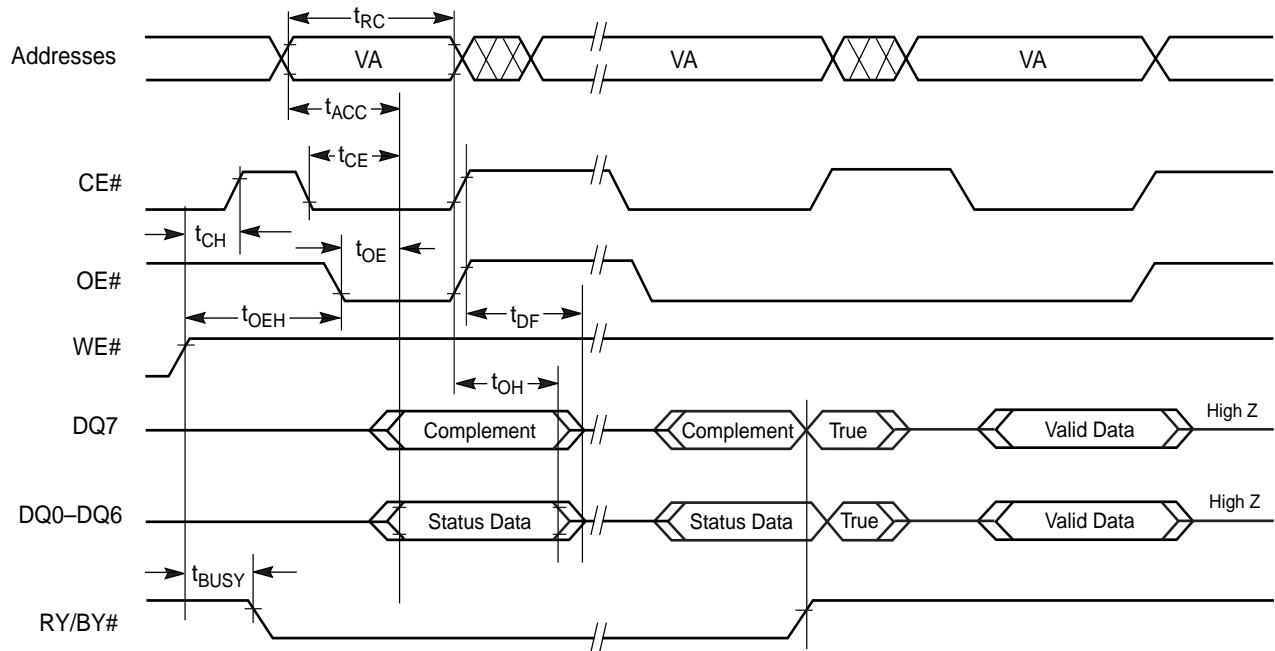 tRC
Addresses VA VA VA
tACC
tCE
CE#
tCH tOE
OE#
tOEH tDF
WE#
tOH
DQ7 Complement Complement True Valid Data High Z
DQ0–DQ6 Status Data Status Data True Valid Data High Z
tBUSY
RY/BY#